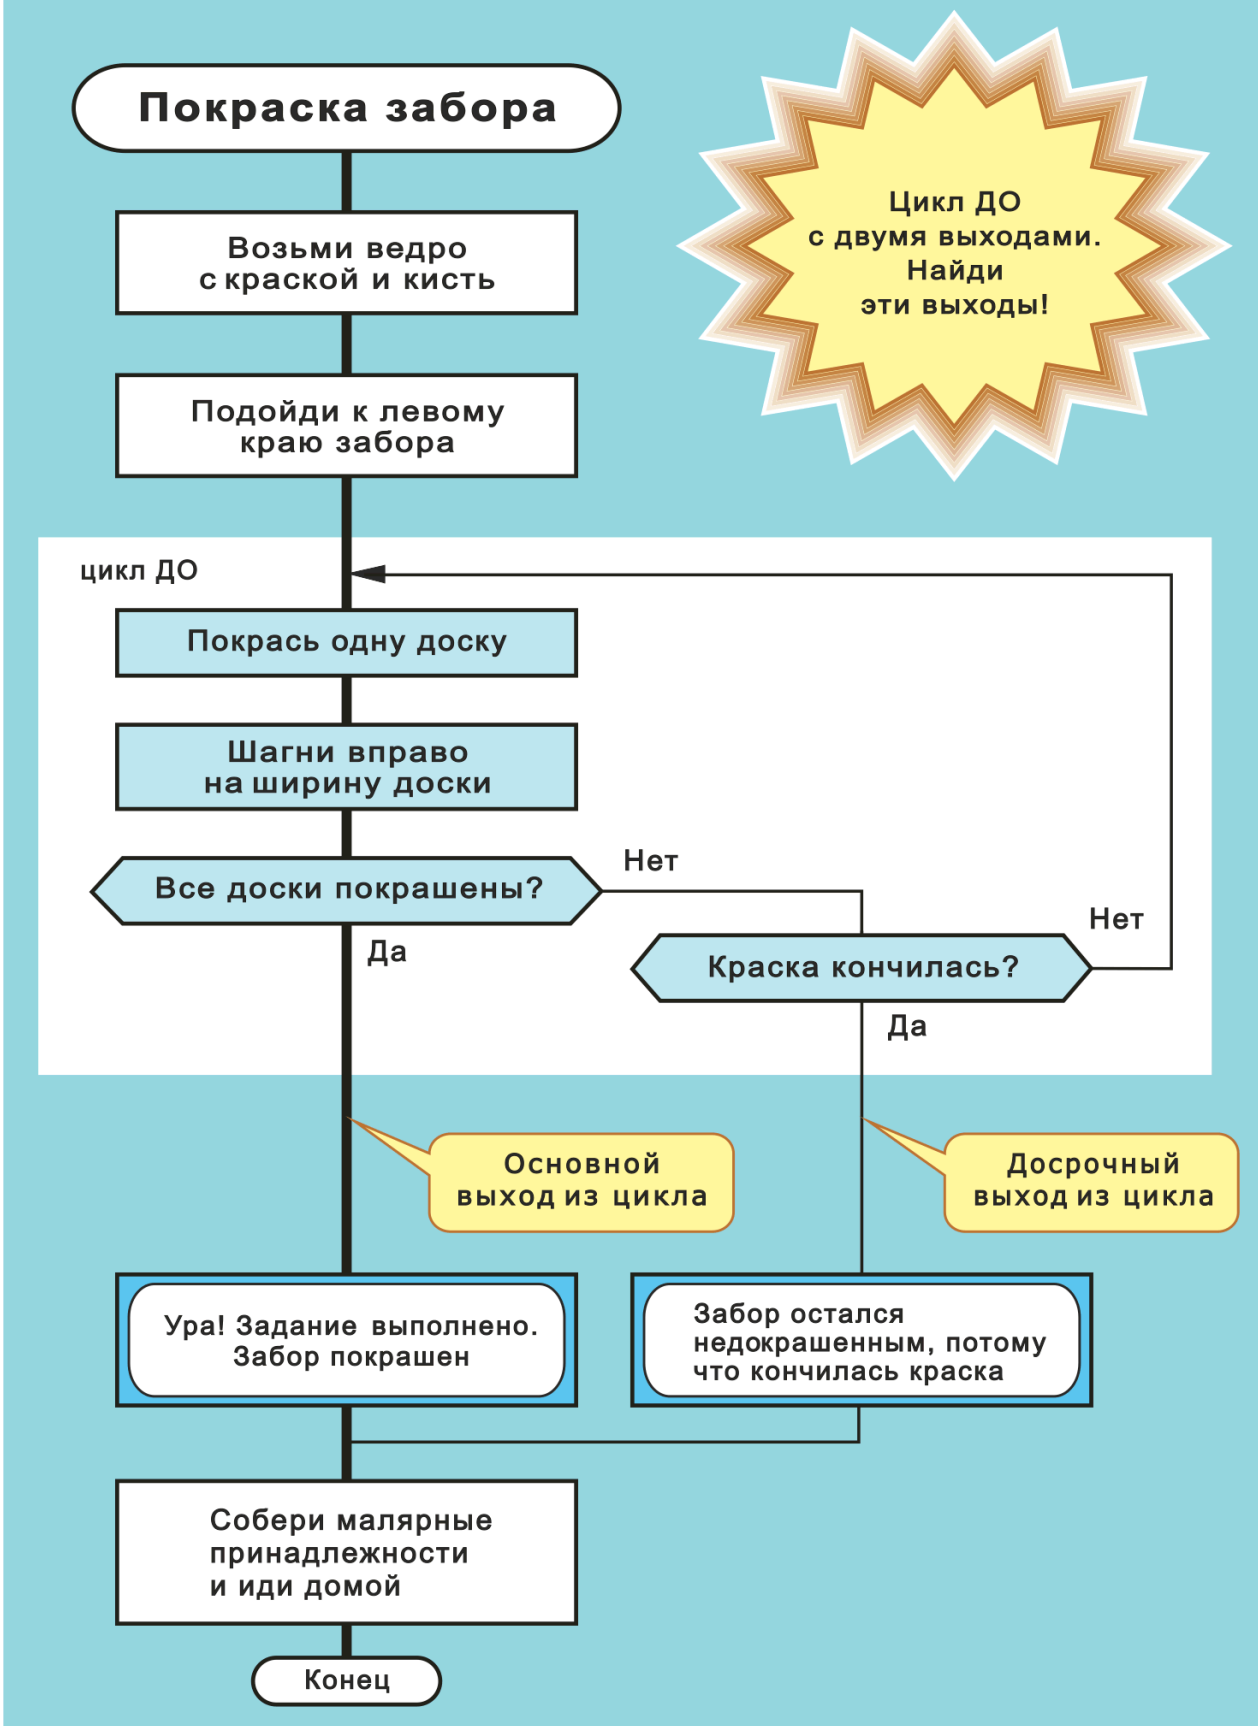 Покраска забора
Цикл ДО
с двумя выходами.
Найди
эти выходы!
Возьми ведро
с краской и кисть
Подойди к левому
краю забора
цикл ДО
Покрась одну доску
Шагни вправо
на ширину доски
Все доски покрашены?
Нет
Да
Краска кончилась?
Нет
Да
Основной
выход из цикла
Досрочный
выход из цикла
Ура! Задание выполнено.
Забор покрашен
Забор остался
недокрашенным, потому
что кончилась краска
Собери малярные
принадлежности
и иди домой
Конец